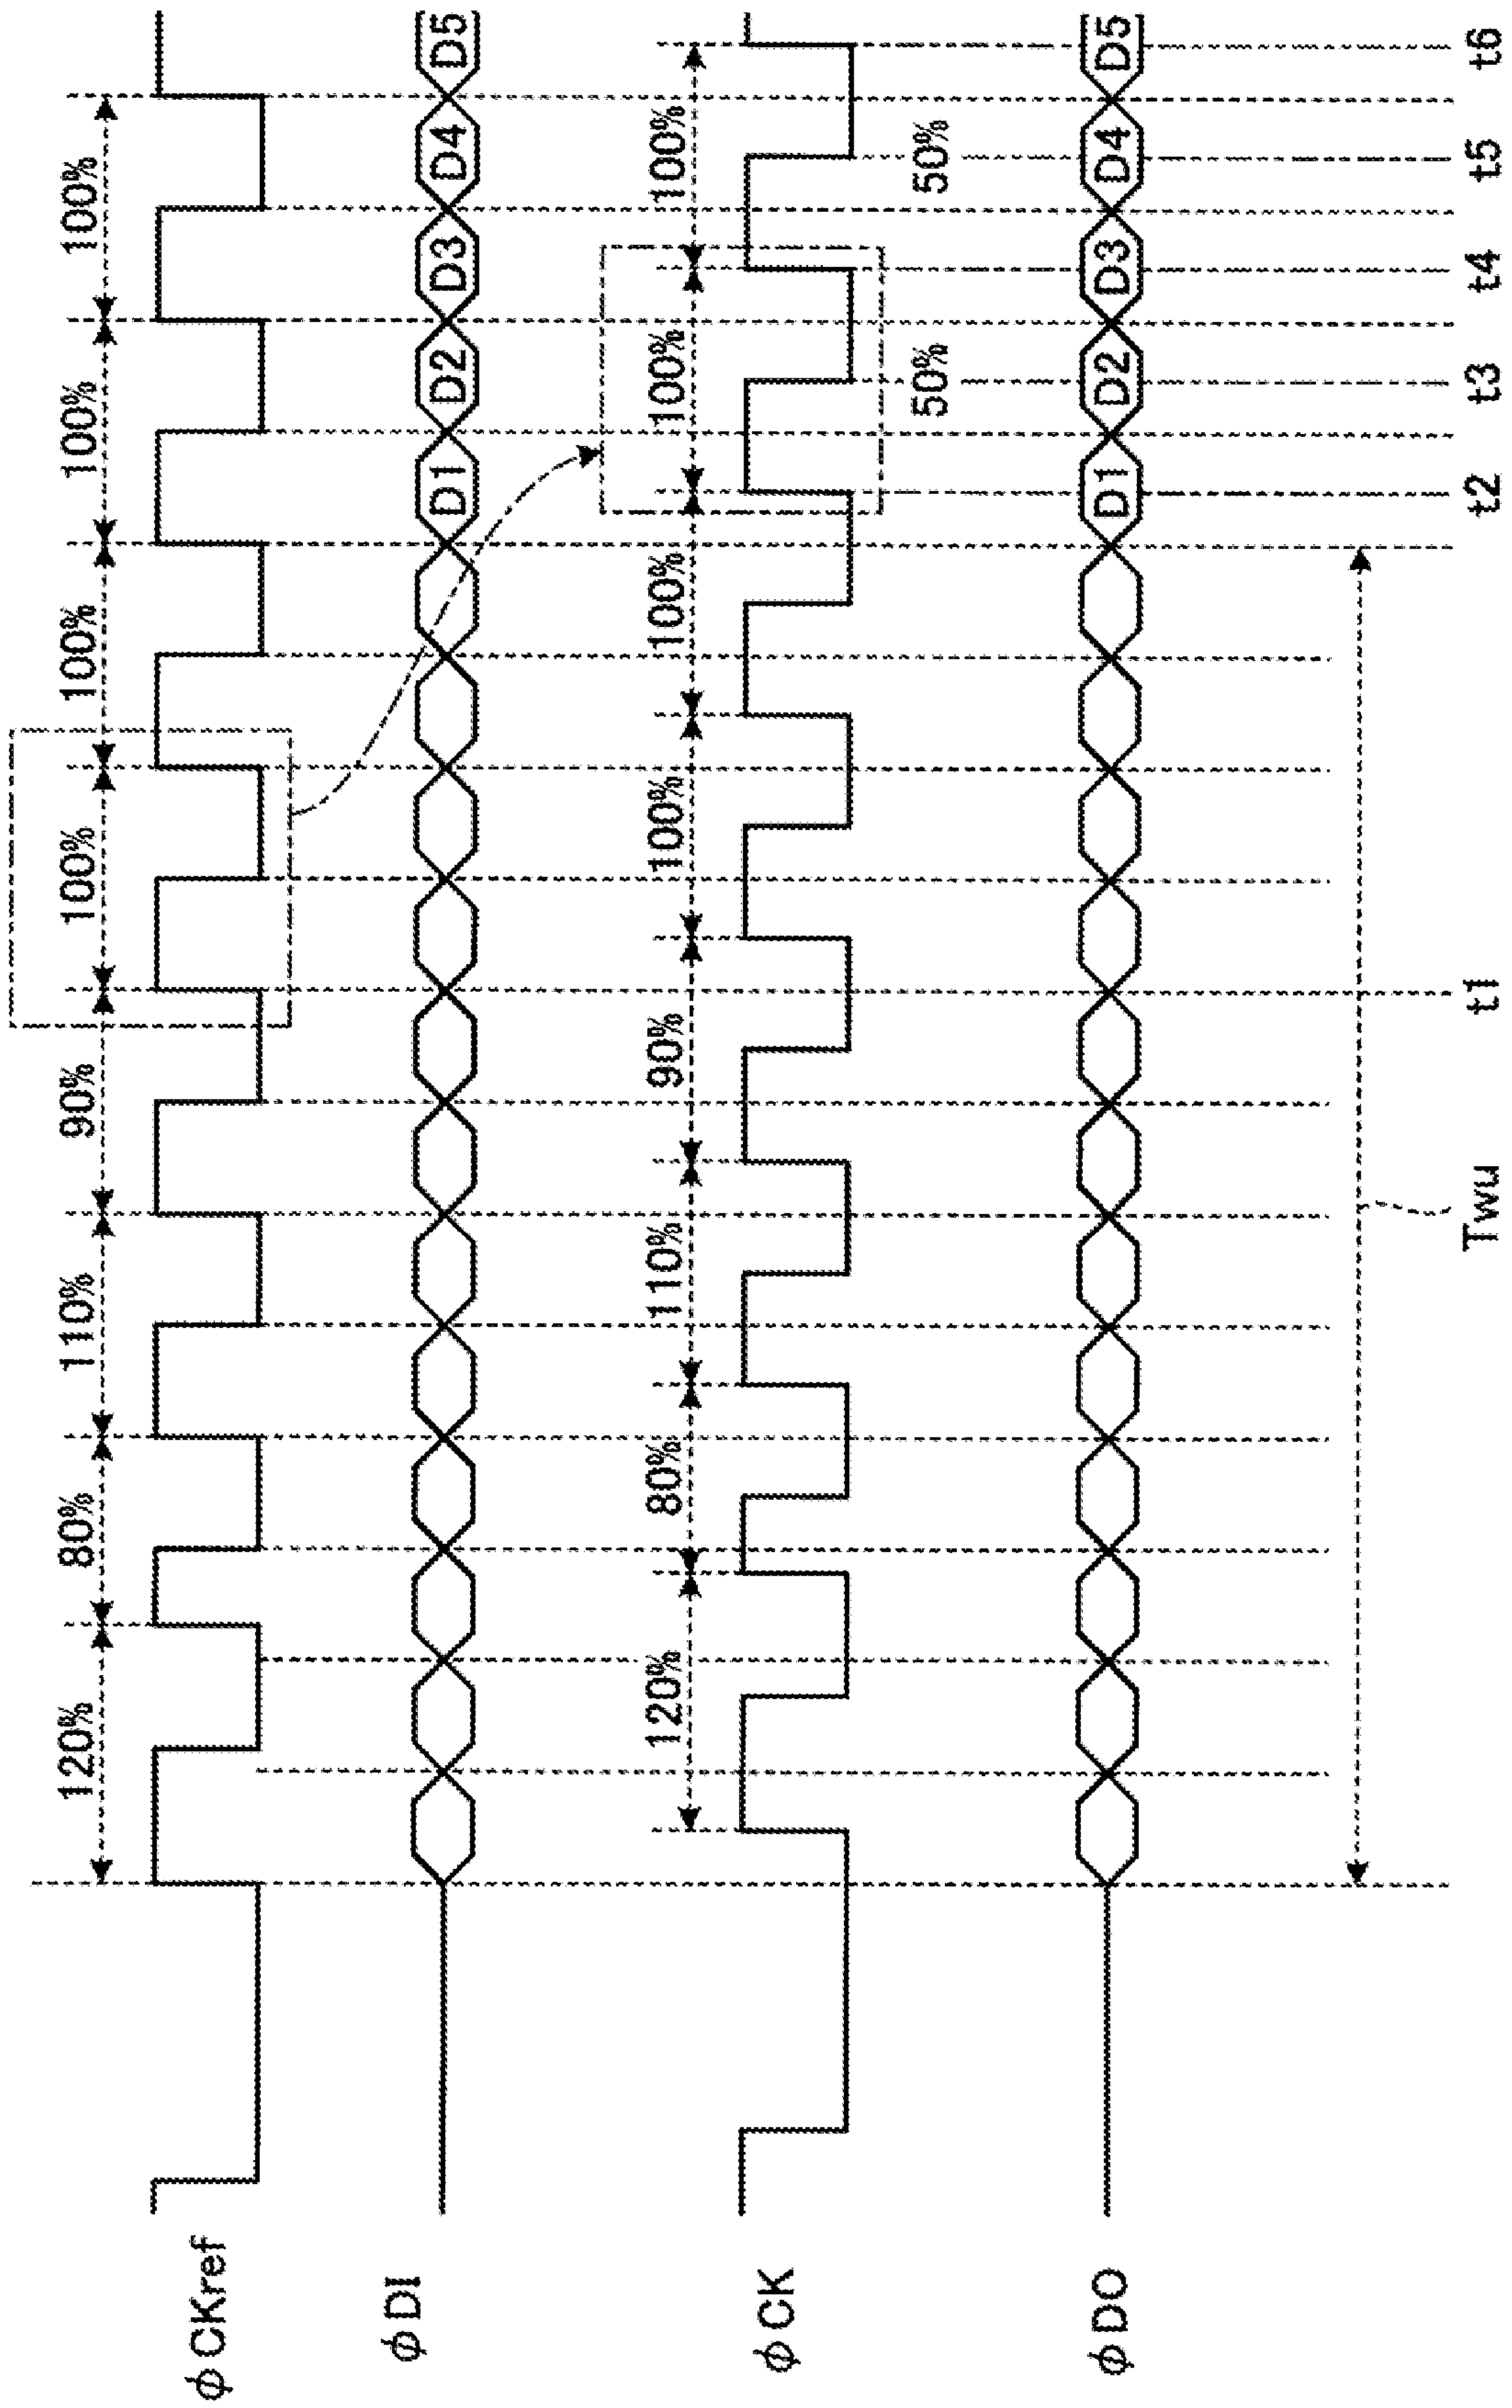 φCKref
120%
80%
110%
90%
100%
100%
100%
100%
φDI
D1
D2
D3
D4
D5
φCK
120%
80%
110%
90%
100%
100%
100%
100%
50%
50%
φDO
D1
D2
D3
D4
D5
Twu
t1
t2
t3
t4
t5
t6